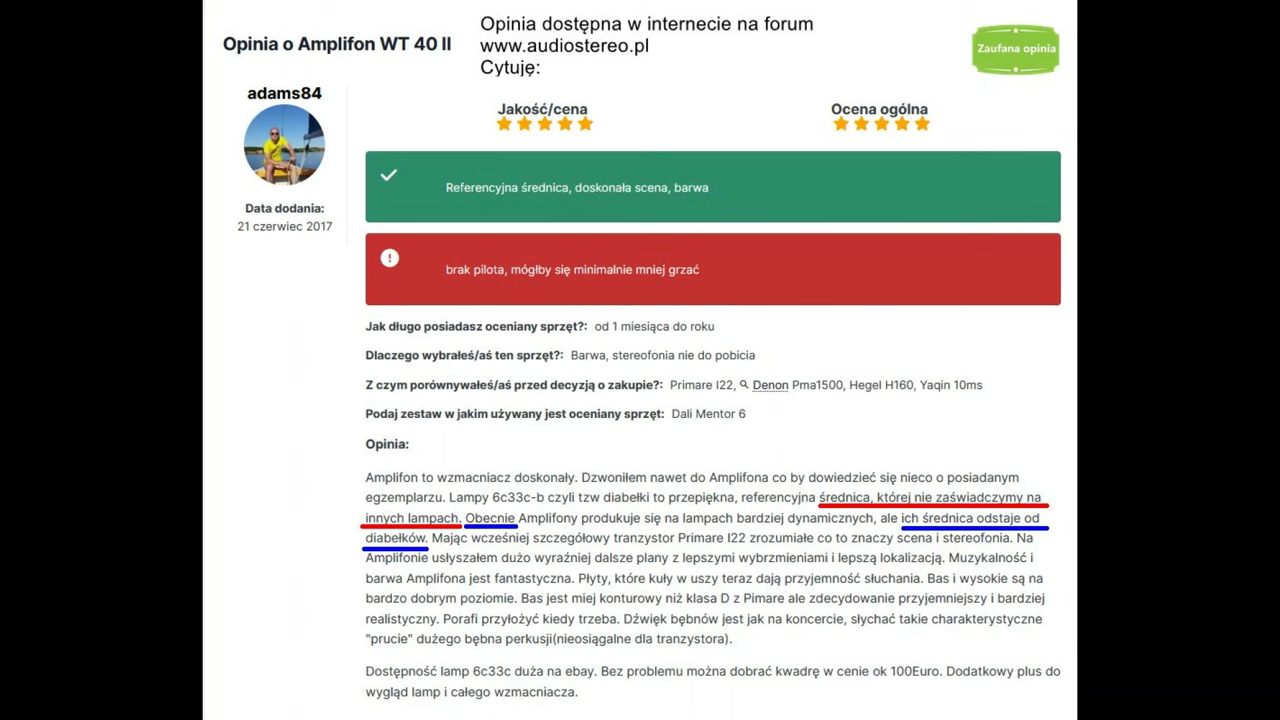 Opinia o Amplifon WT 40 II
Opinia dostępna w internecie na forum
www.audiostereo.pl
Cytuję:
Zaufana opinia
adams84
Data dodania:
21 czerwiec 2017
Jakość/cena
Ocena ogólna
Referencyjna średnica, doskonała scena, barwa
brak pilota, mógłby się minimalnie mniej grzać
Jak długo posiadasz oceniany sprzęt?: od 1 miesiąca do roku
Dlaczego wybrałeś/aś ten sprzęt?: Barwa, stereofonia nie do pobicia
Z czym porównywałeś/aś przed decyzją o zakupie?: Primare I22, Denon Pma1500, Hegel H160, Yaqin 10ms
Podaj zestaw w jakim używany jest oceniany sprzęt: Dali Mentor 6
Opinia:
Amplifon to wzmacniacz doskonały. Dzwoniłem nawet do Amplifona co by dowiedzieć się nieco o posiadanym
egzemplarzu. Lampy 6c33c-b czyli tzw diabełki to przepiękna, referencyjna średnica, której nie zaświadczymy na
innych lampach. Obecnie Amplifony produkuje się na lampach bardziej dynamicznych, ale ich średnica odstaje od
diabełków. Mając wcześniej szczegółowy tranzystor Primare I22 zrozumiałe co to znaczy scena i stereofonia. Na
Amplifonie usłyszałem dużo wyraźniej dalsze plany z lepszymi wybrzmieniami i lepszą lokalizacją. Muzykalność i
barwa Amplifona jest fantastyczna. Płyty, które kuły w uszy teraz dają przyjemność słuchania. Bas i wysokie są na
bardzo dobrym poziomie. Bas jest miej konturowy niż klasa D z Pimare ale zdecydowanie przyjemniejszy i bardziej
realistyczny. Porafi przyłożyć kiedy trzeba. Dźwięk bębnów jest jak na koncercie, słychać takie charakterystyczne
"prucie" dużego bębna perkusji(nieosiągalne dla tranzystora).
Dostępność lamp 6c33c duża na ebay. Bez problemu można dobrać kwadrę w cenie ok 100Euro. Dodatkowy plus do
wygląd lamp i całego wzmacniacza.